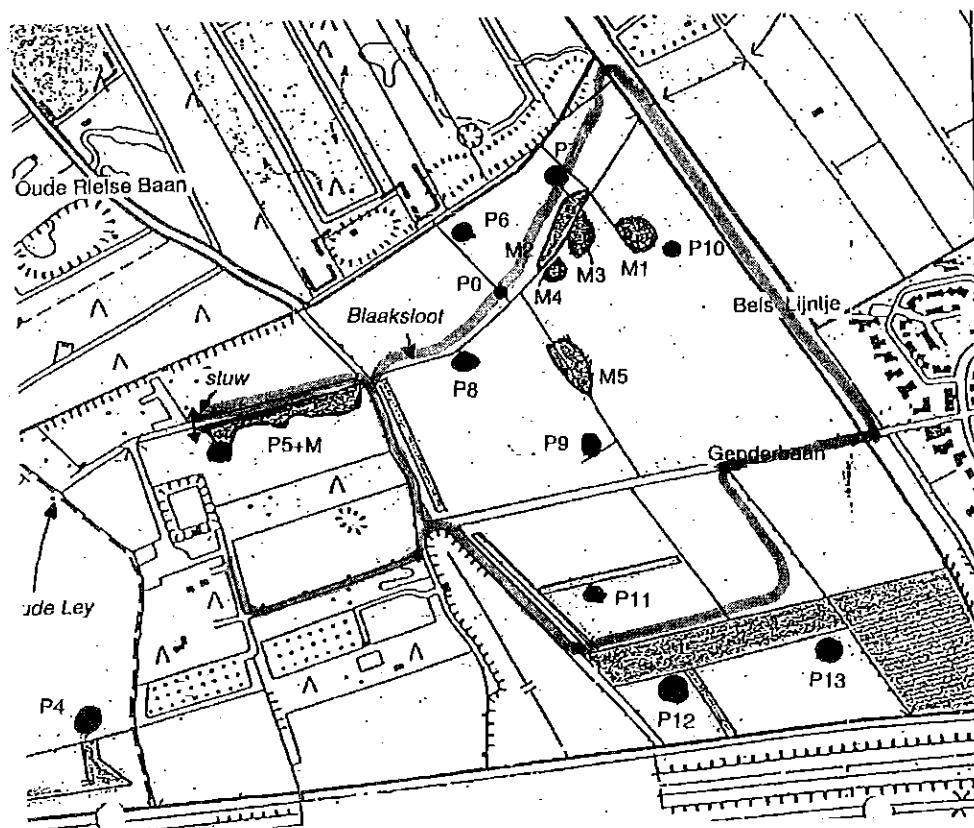 Oude Rielse Baan
P7
P6
M2
M3
M1
P10
P0
M4
Bels Lijntje
Blaaksloot
P8
M5
stuw
P5+M
P9
Genderbaan
ude Ley
P11
P13
P4
P12